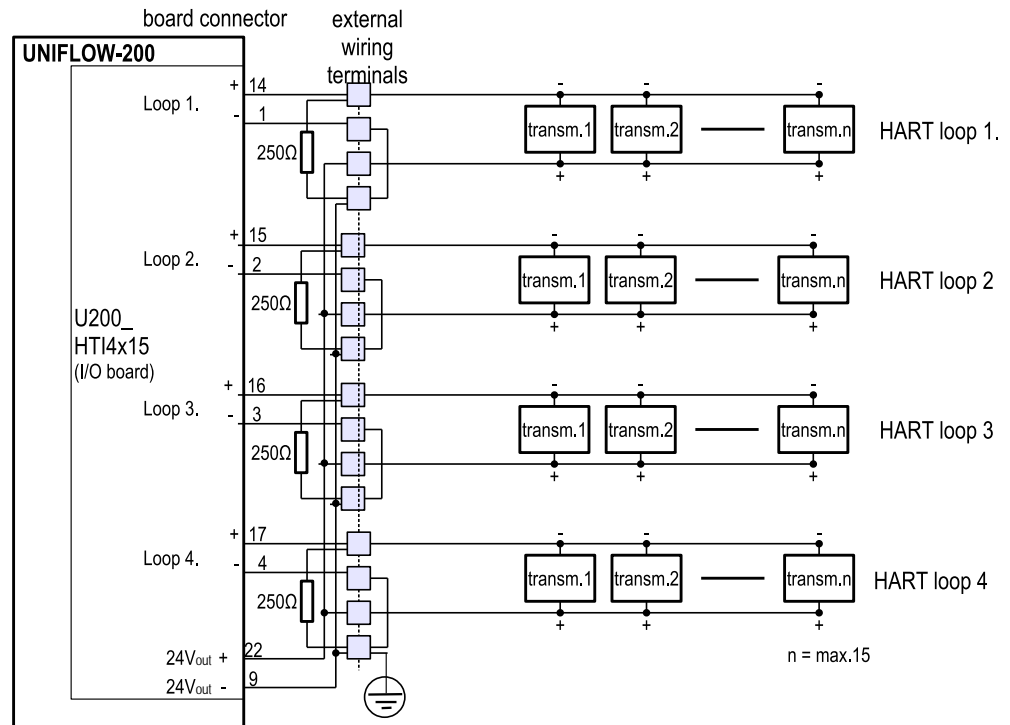 board connector
external
wiring
terminals
UNIFLOW-200
U200_
HTI4x15
(I/O board)
Loop 1.
+ 14
- 1
250Ω
-
-
-
transm.1
transm.2
transm.n
+
+
+
HART loop 1.
Loop 2.
+ 15
- 2
250Ω
-
-
-
transm.1
transm.2
transm.n
+
+
+
HART loop 2
Loop 3.
+ 16
- 3
250Ω
-
-
-
transm.1
transm.2
transm.n
+
+
+
HART loop 3
Loop 4.
+ 17
- 4
250Ω
-
-
-
transm.1
transm.2
transm.n
+
+
+
HART loop 4
n = max.15
24Vout + 22
24Vout - 9